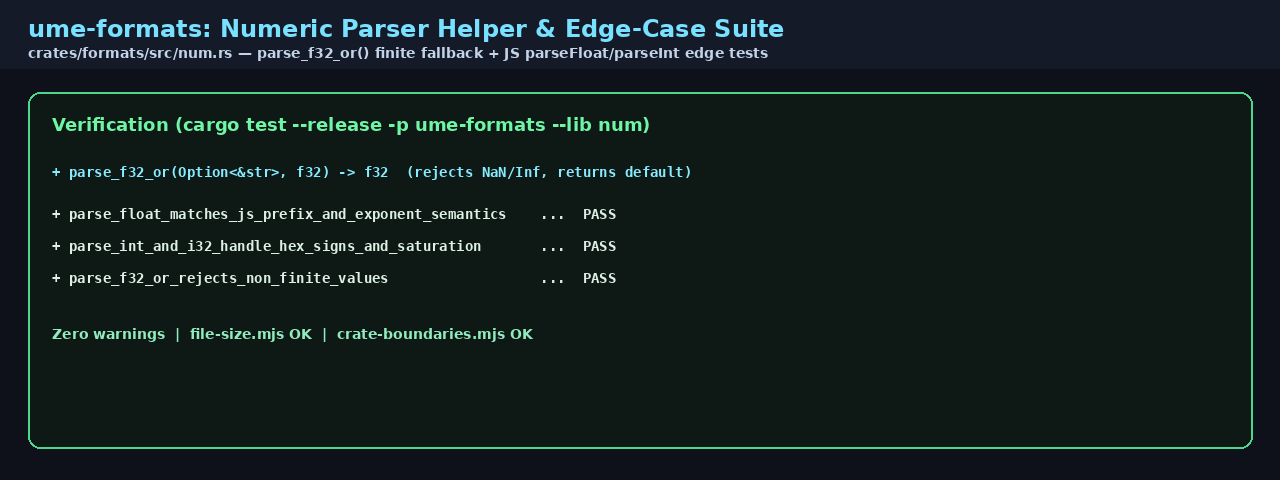 ume-formats: Numeric Parser Helper & Edge-Case Suite
crates/formats/src/num.rs — parse_f32_or() finite fallback + JS parseFloat/parseInt edge tests
Verification (cargo test --release -p ume-formats --lib num)
+ parse_f32_or(Option<&str>, f32) -> f32  (rejects NaN/Inf, returns default)
+ parse_float_matches_js_prefix_and_exponent_semantics    ...  PASS
+ parse_int_and_i32_handle_hex_signs_and_saturation       ...  PASS
+ parse_f32_or_rejects_non_finite_values                  ...  PASS
Zero warnings  |  file-size.mjs OK  |  crate-boundaries.mjs OK